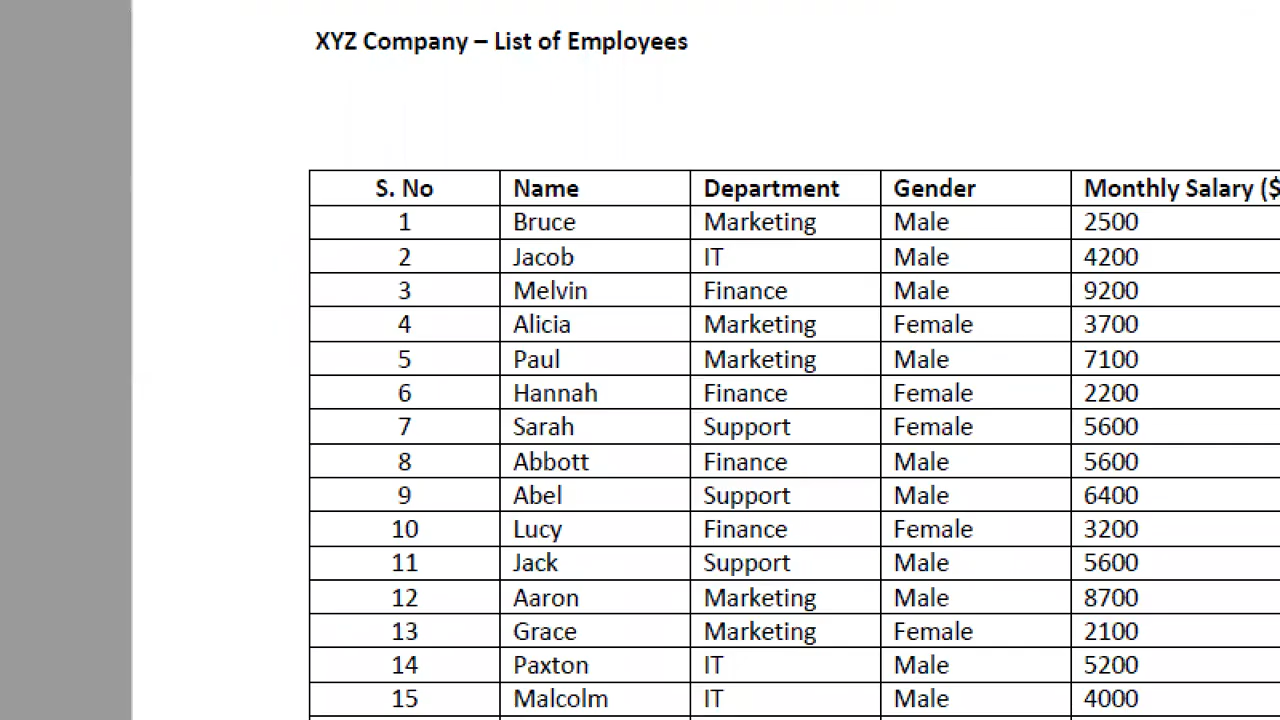 XYZ Company – List of Employees
S. No Name Department Gender Monthly Salary ($
1 Bruce Marketing Male 2500
2 Jacob IT Male 4200
3 Melvin Finance Male 9200
4 Alicia Marketing Female 3700
5 Paul Marketing Male 7100
6 Hannah Finance Female 2200
7 Sarah Support Female 5600
8 Abbott Finance Male 5600
9 Abel Support Male 6400
10 Lucy Finance Female 3200
11 Jack Support Male 5600
12 Aaron Marketing Male 8700
13 Grace Marketing Female 2100
14 Paxton IT Male 5200
15 Malcolm IT Male 4000